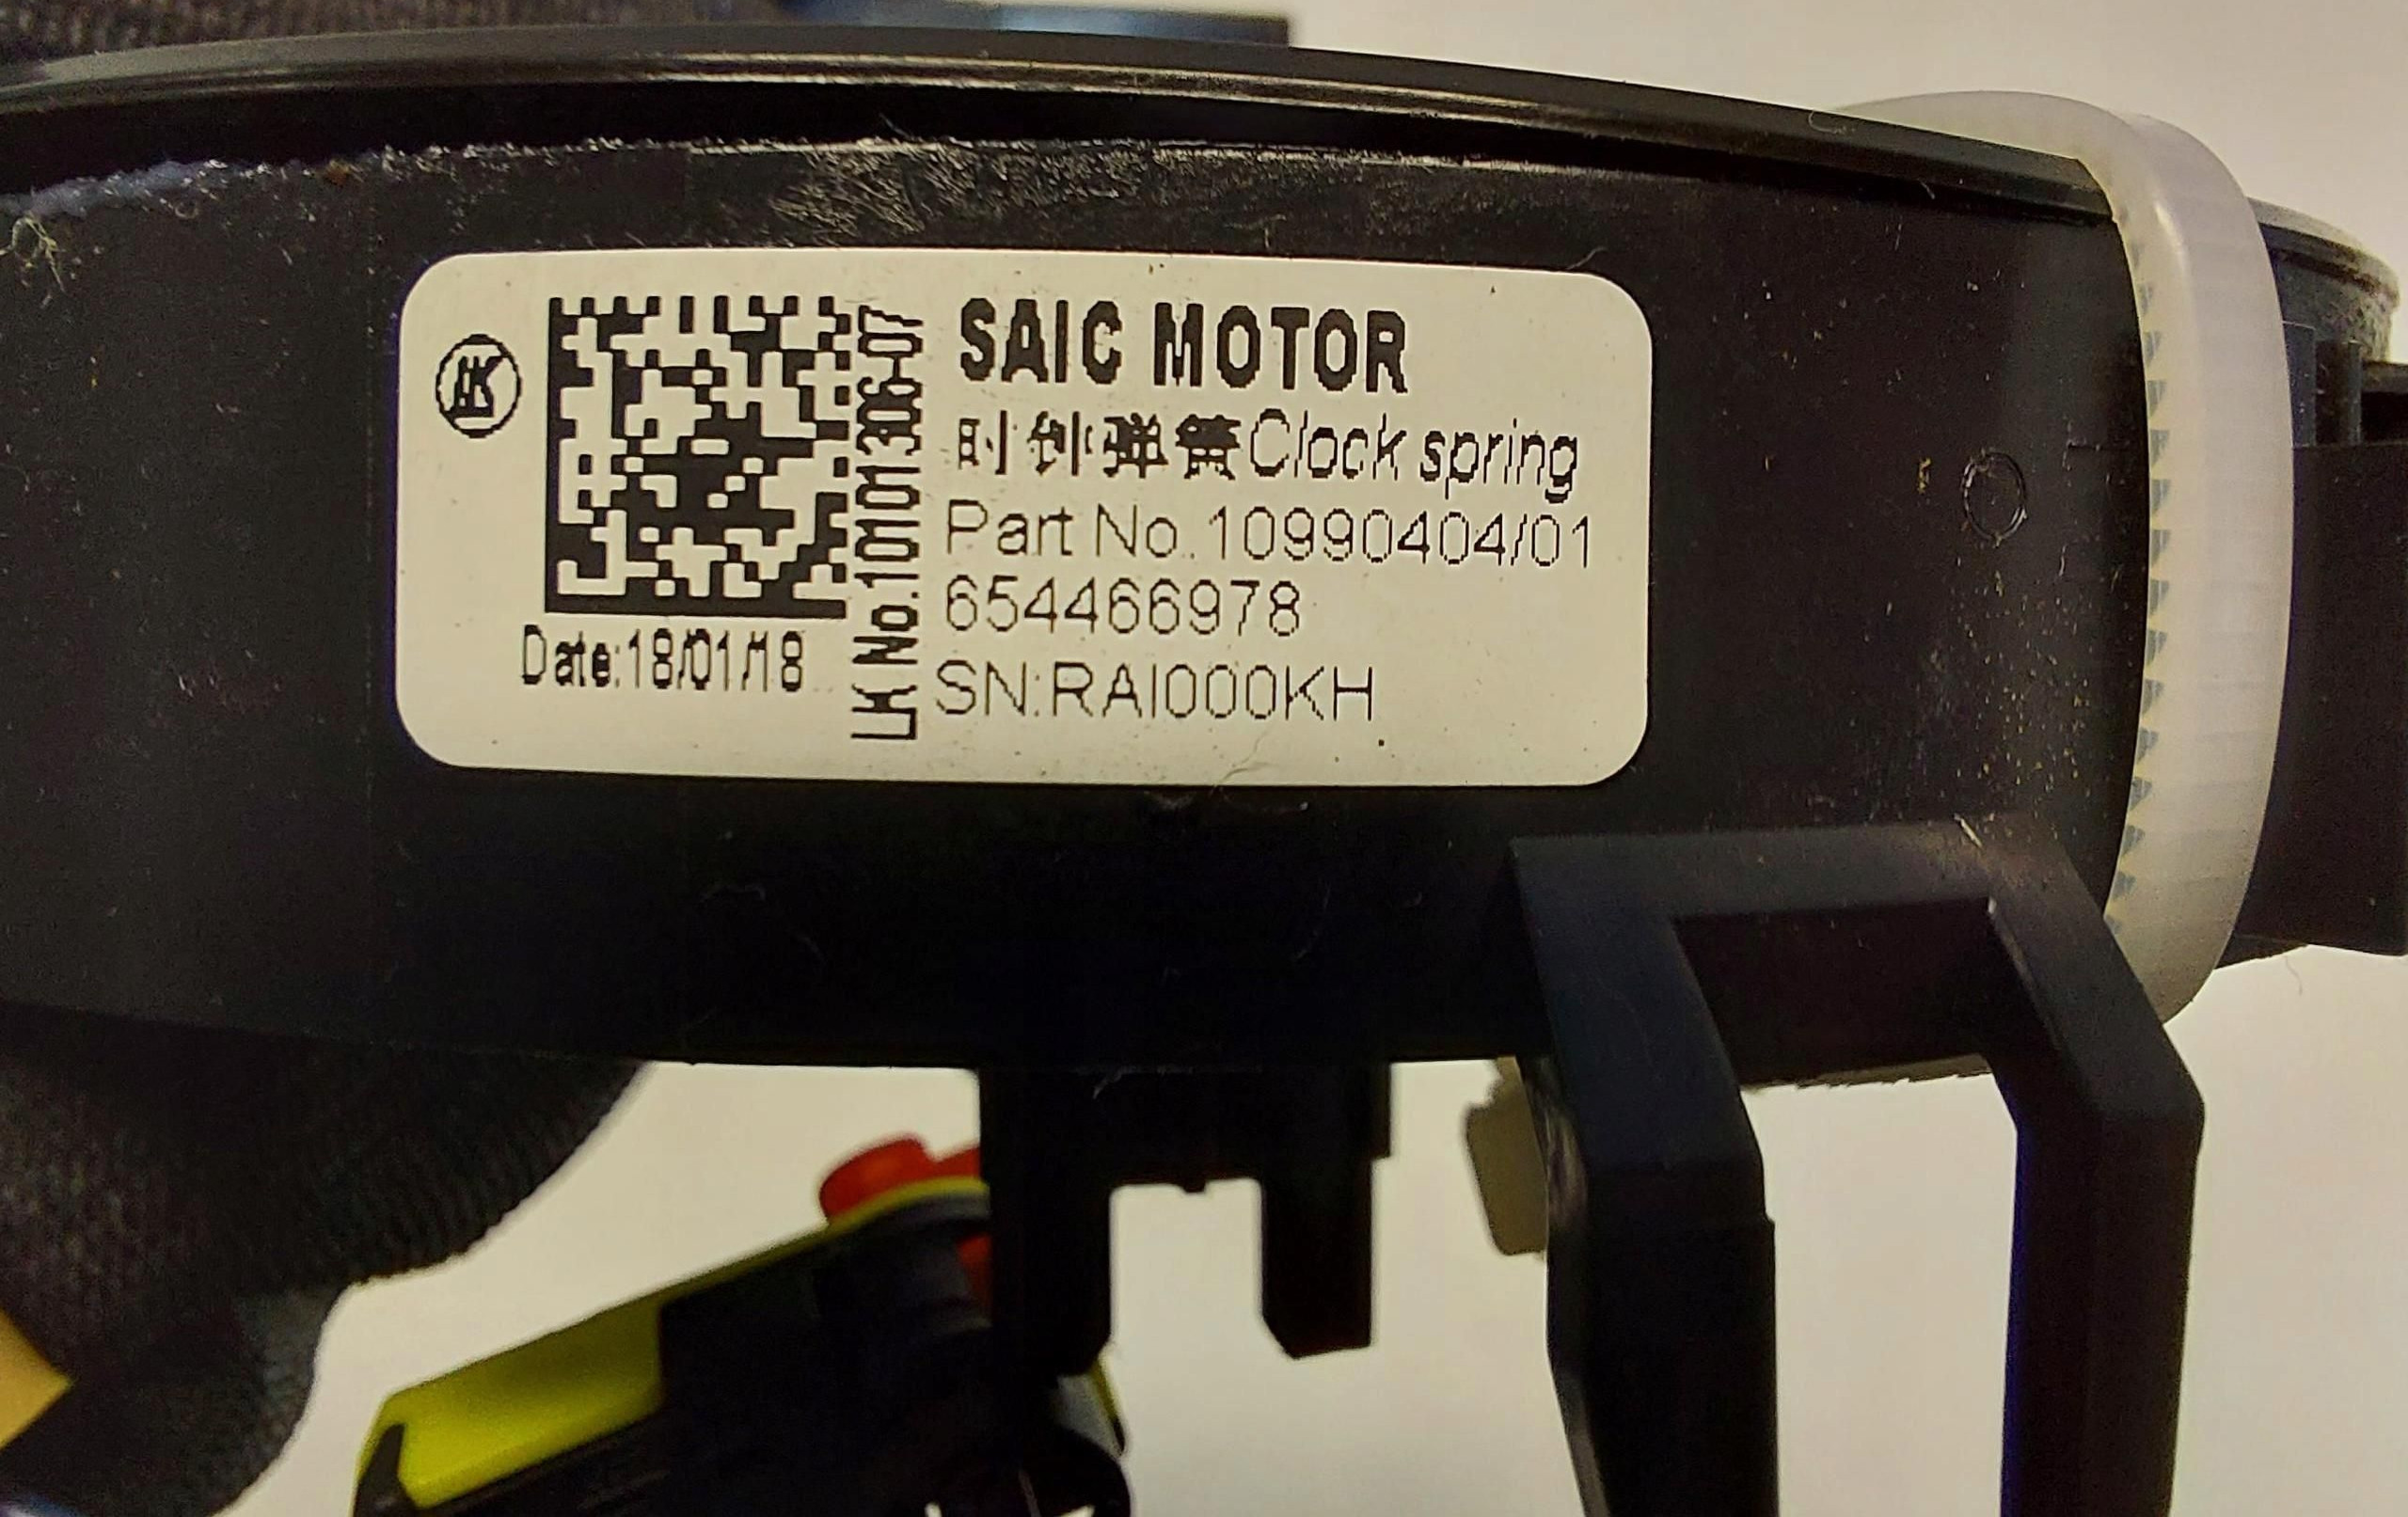 LK
SAIC MOTOR
时钟弹簧Clock spring
Part No.10990404/01
654466978
SN:RAI000KH
LK No.10101306-07
Date:18/01/18